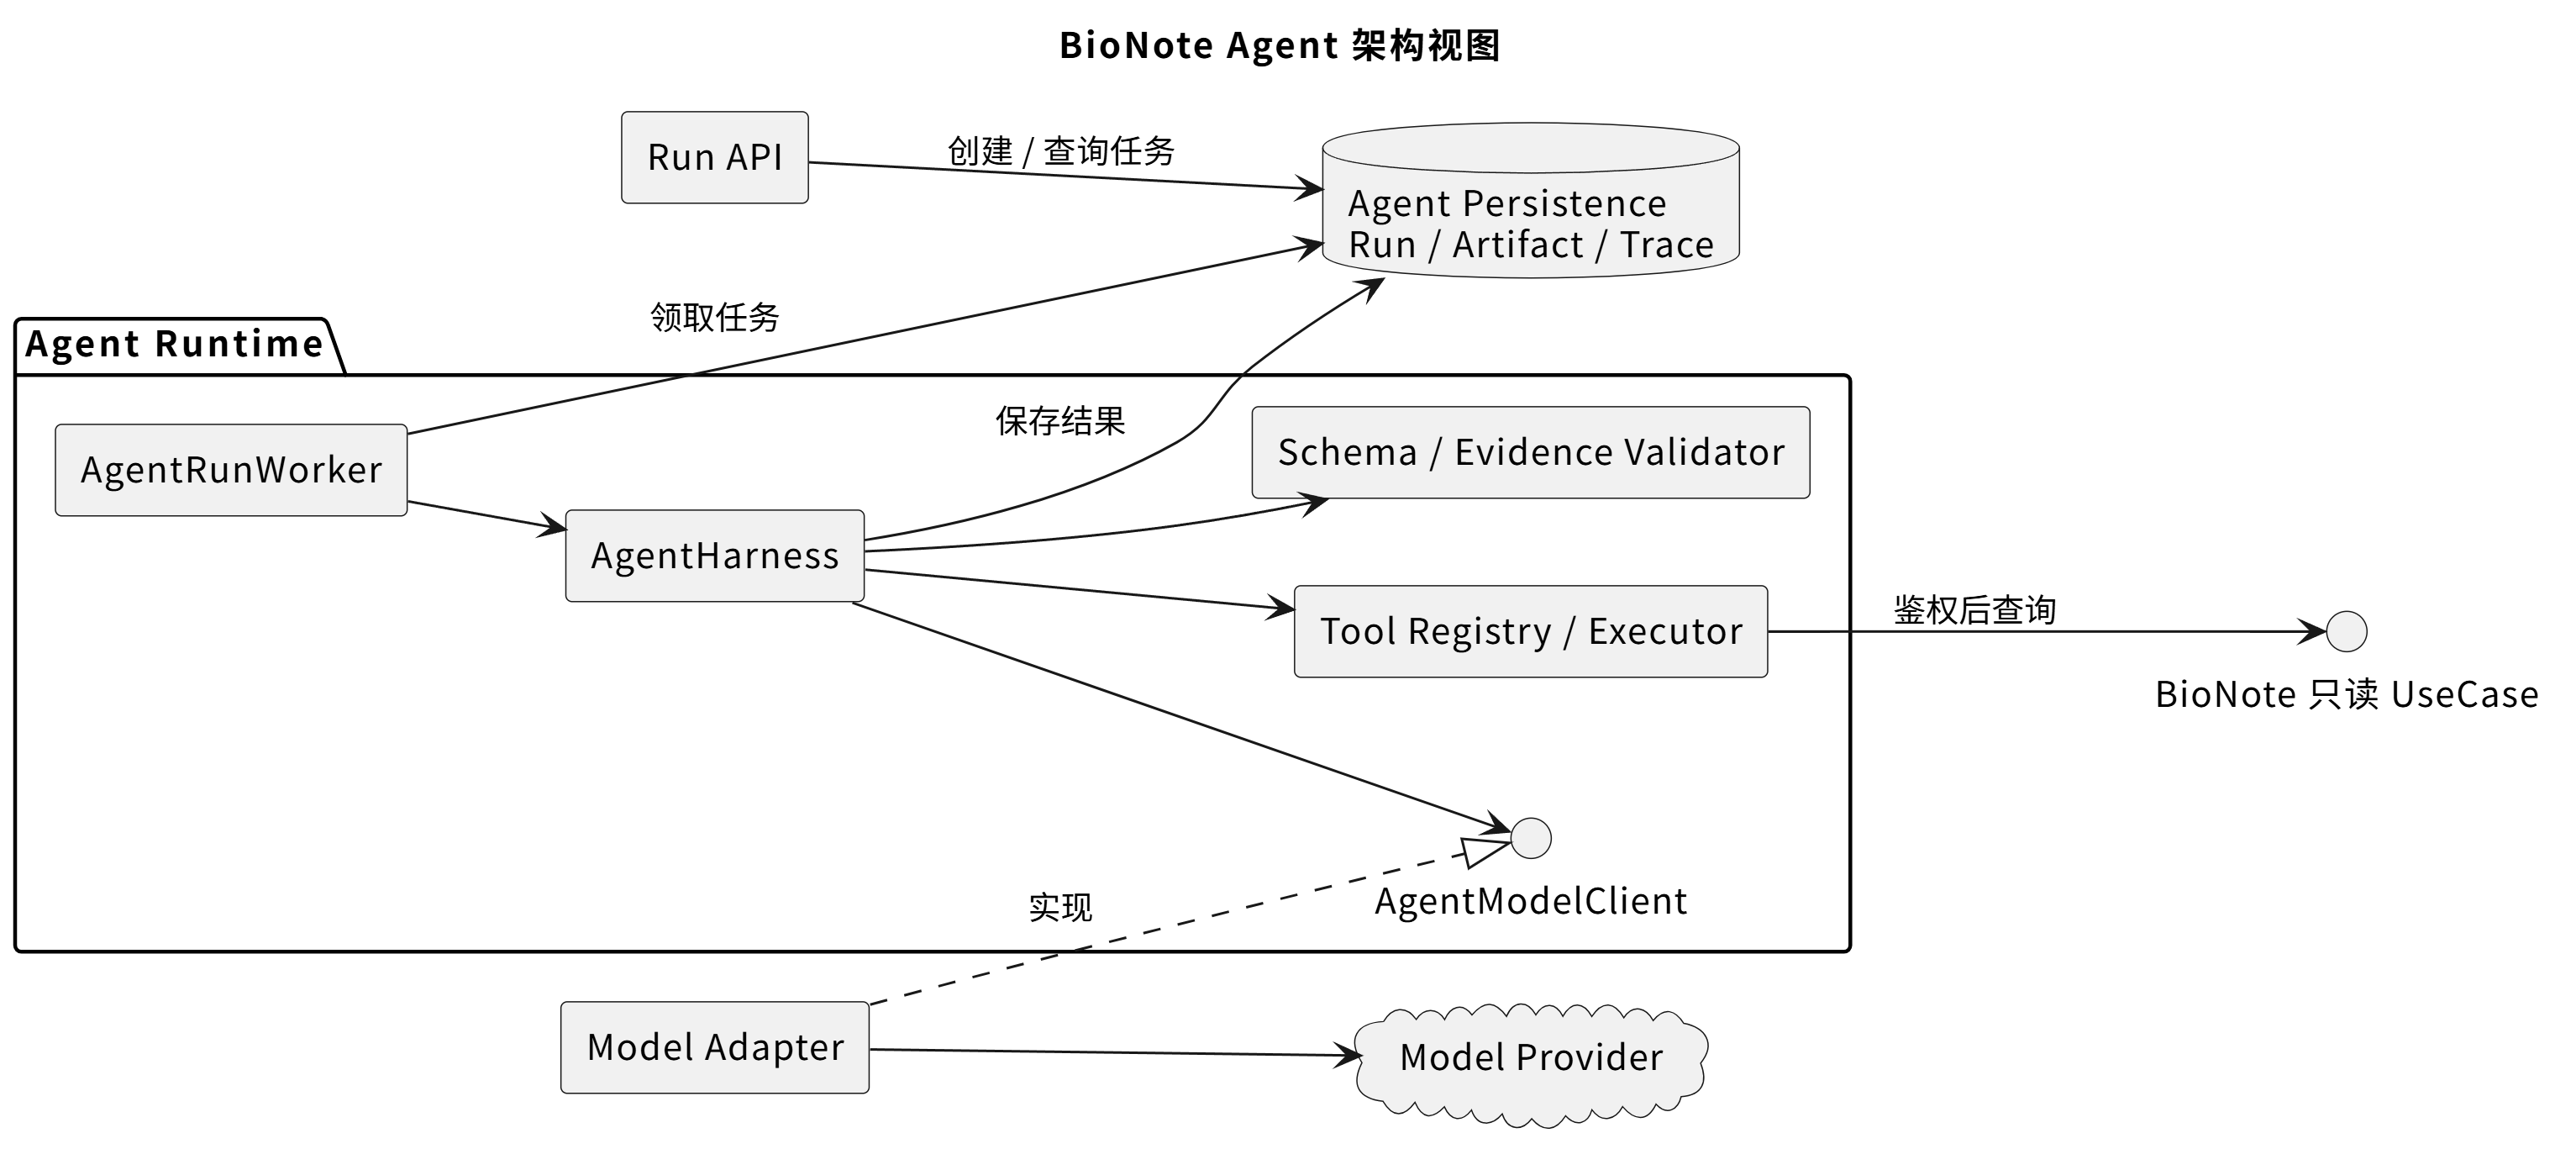 BioNote Agent 架构视图
Run API
创建 / 查询任务
Agent Persistence
Run / Artifact / Trace
领取任务
Agent Runtime
保存结果
AgentRunWorker
Schema / Evidence Validator
AgentHarness
Tool Registry / Executor
鉴权后查询
BioNote 只读 UseCase
实现
AgentModelClient
Model Adapter
Model Provider